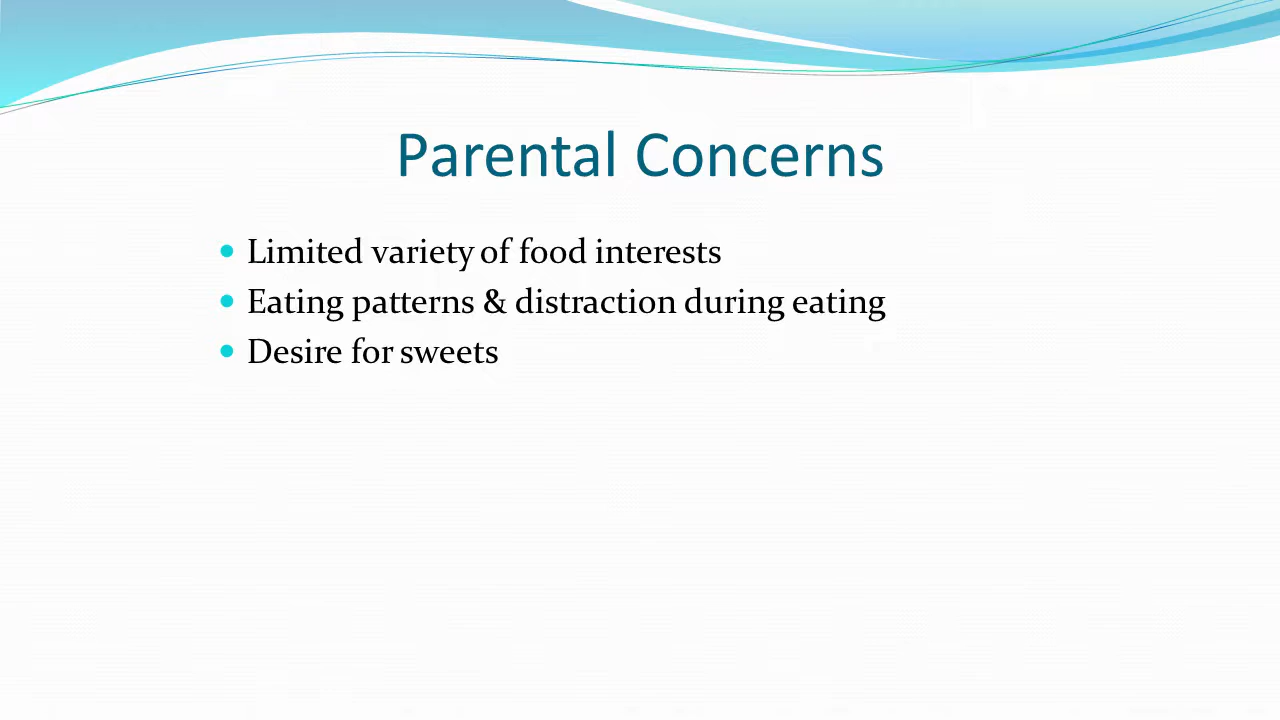 Parental Concerns
Limited variety of food interests
Eating patterns & distraction during eating
Desire for sweets